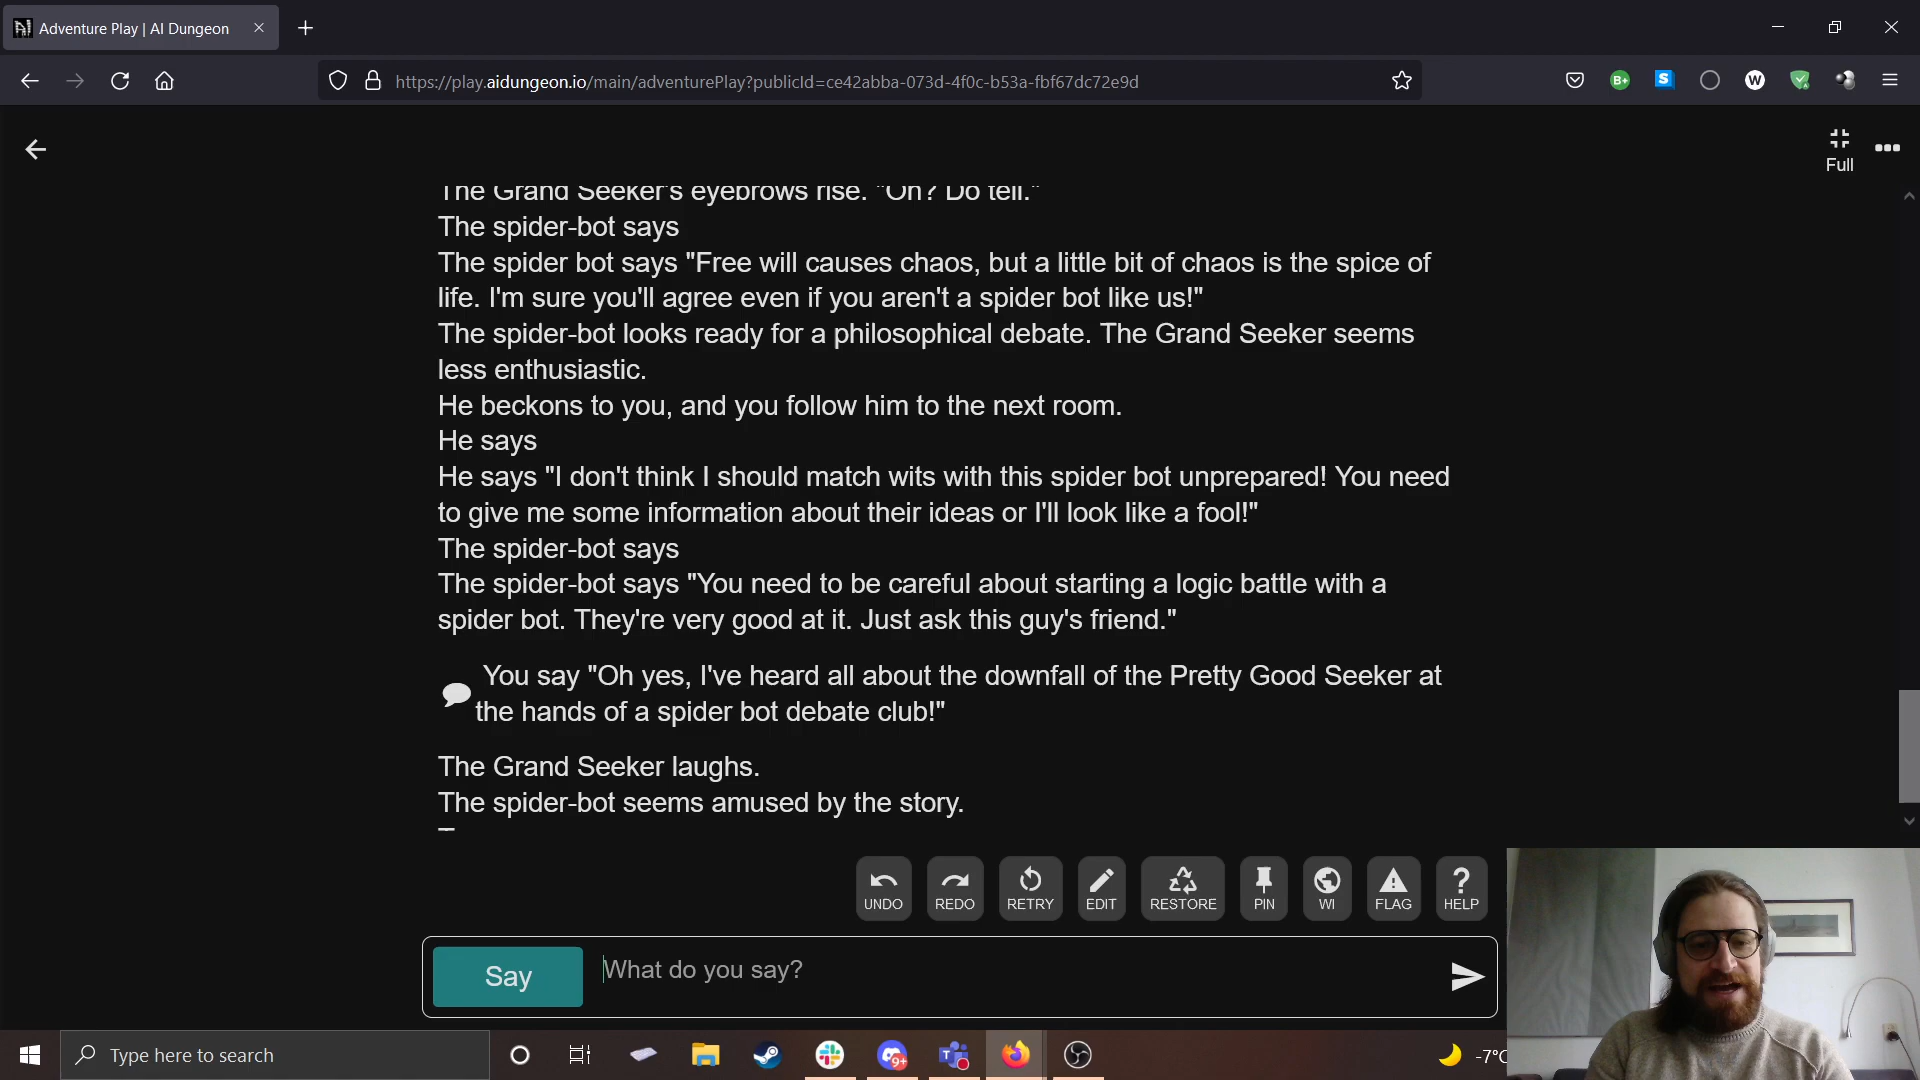 Adventure Play | AI Dungeon
https://play.aidungeon.io/main/adventurePlay?publicId=ce42abba-073d-4f0c-b53a-fbf67dc72e9d
B+
S
W
Full
The Grand Seeker's eyebrows rise. "Oh? Do tell."
The spider-bot says
The spider bot says "Free will causes chaos, but a little bit of chaos is the spice of
life. I'm sure you'll agree even if you aren't a spider bot like us!"
The spider-bot looks ready for a philosophical debate. The Grand Seeker seems
less enthusiastic.
He beckons to you, and you follow him to the next room.
He says
He says "I don't think I should match wits with this spider bot unprepared! You need
to give me some information about their ideas or I'll look like a fool!"
The spider-bot says
The spider-bot says "You need to be careful about starting a logic battle with a
spider bot. They're very good at it. Just ask this guy's friend."
You say "Oh yes, I've heard all about the downfall of the Pretty Good Seeker at
the hands of a spider bot debate club!"
The Grand Seeker laughs.
The spider-bot seems amused by the story.
UNDO REDO RETRY EDIT RESTORE PIN WI FLAG HELP
Say What do you say?
Type here to search
9+
-7°C